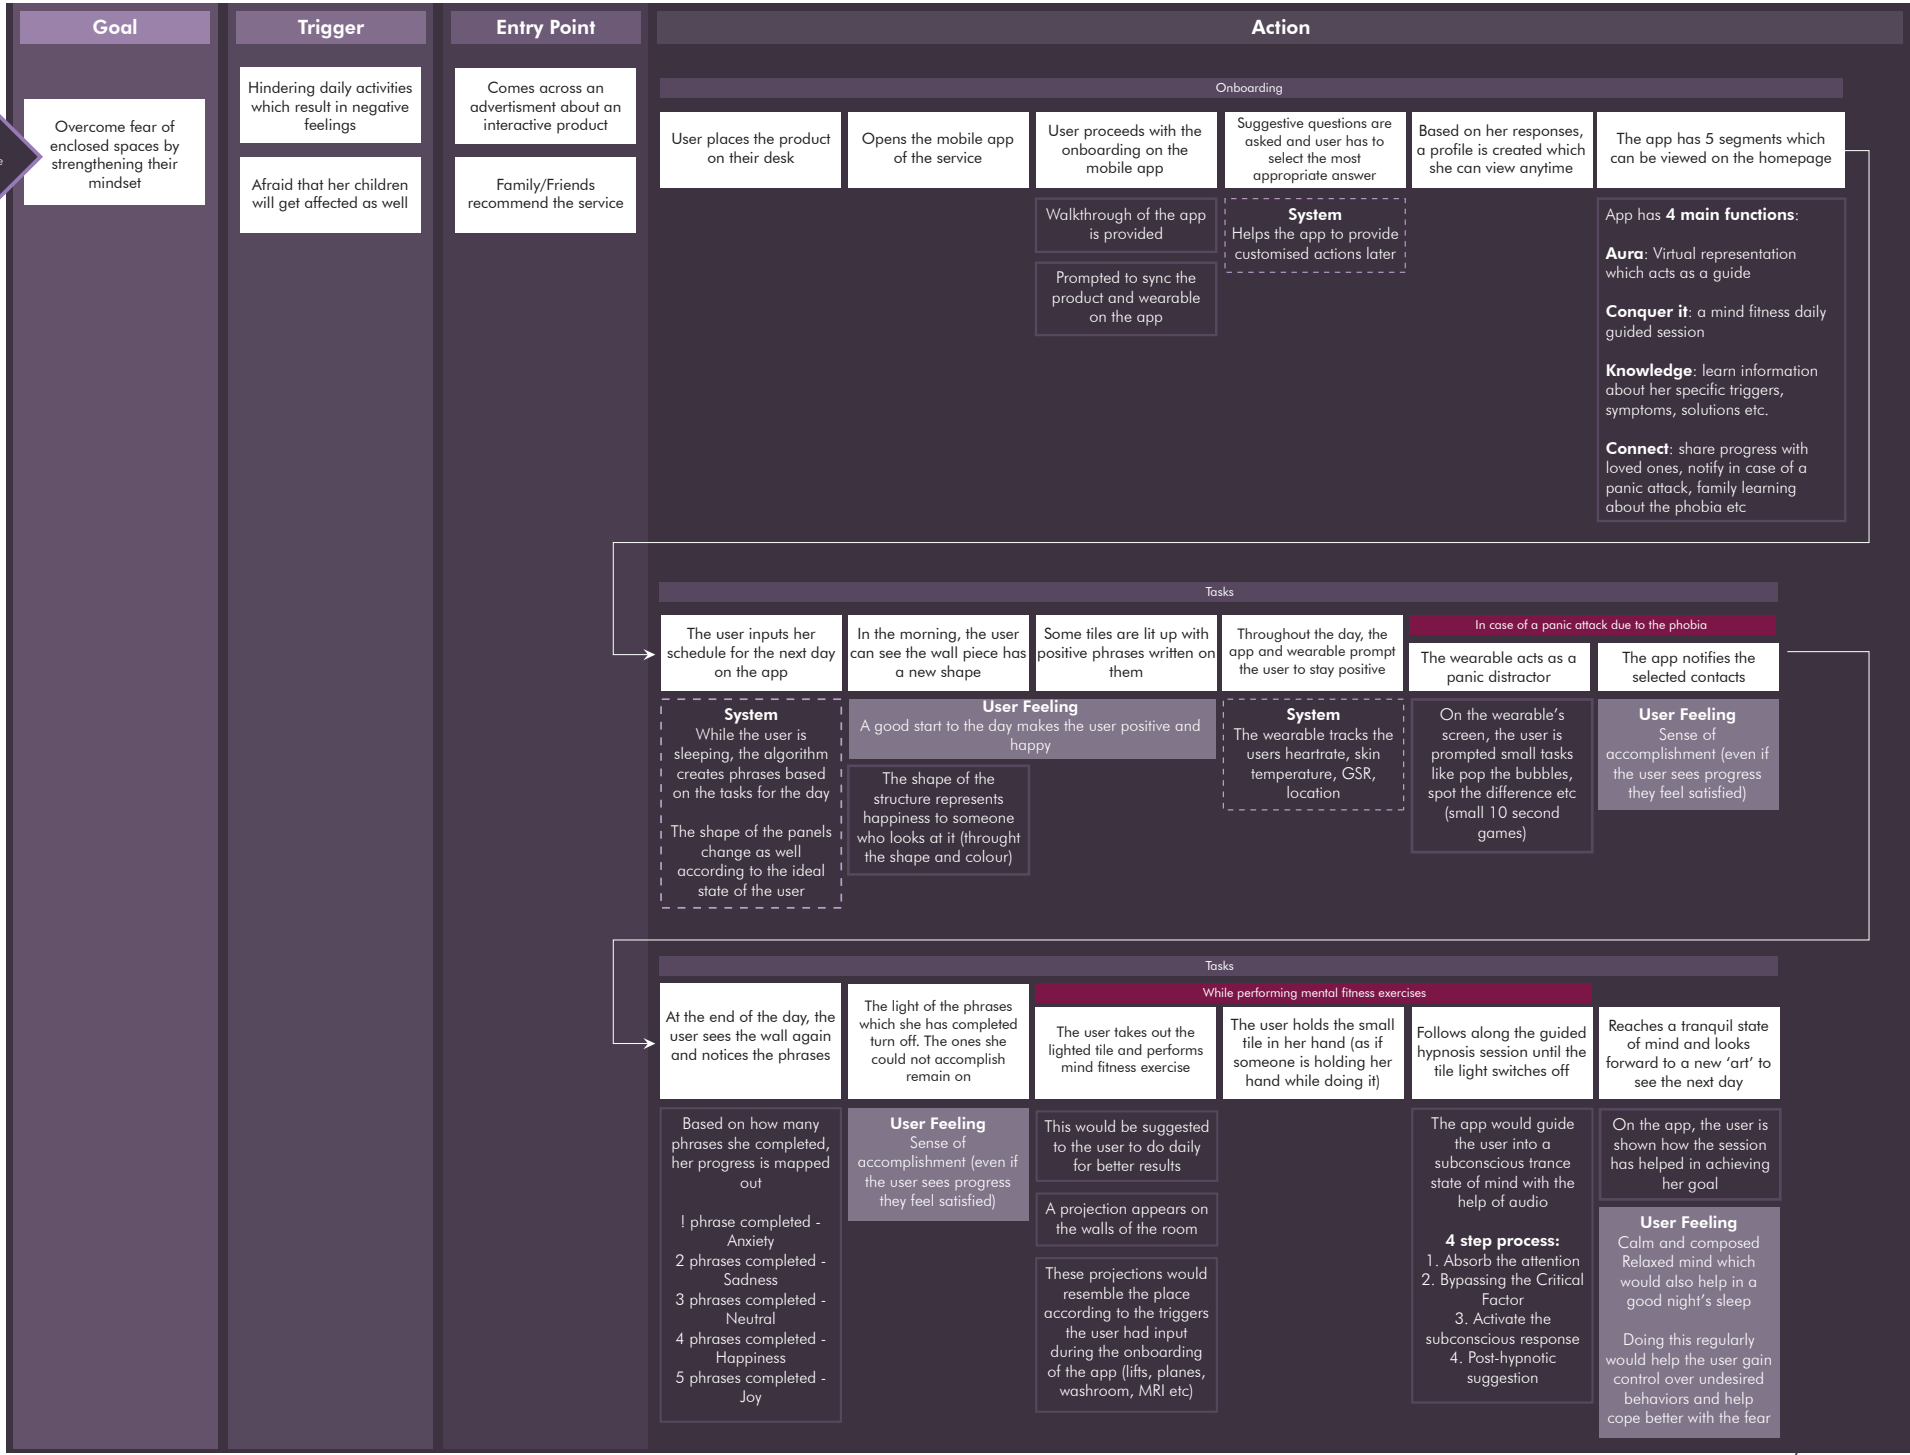 Goal
Trigger
Entry Point
Action
e
Overcome fear of
enclosed spaces by
strengthening their
mindset
Hindering daily activities
which result in negative
feelings
Afraid that her children
will get affected as well
Comes across an
advertisment about an
interactive product
Family/Friends
recommend the service
Onboarding
User places the product
on their desk
Opens the mobile app
of the service
User proceeds with the
onboarding on the
mobile app
Walkthrough of the app
is provided
Prompted to sync the
product and wearable
on the app
Suggestive questions are
asked and user has to
select the most
appropriate answer
System
Helps the app to provide
customised actions later
Based on her responses,
a profile is created which
she can view anytime
The app has 5 segments which
can be viewed on the homepage
App has 4 main functions:
Aura: Virtual representation
which acts as a guide
Conquer it: a mind fitness daily
guided session
Knowledge: learn information
about her specific triggers,
symptoms, solutions etc.
Connect: share progress with
loved ones, notify in case of a
panic attack, family learning
about the phobia etc
Tasks
The user inputs her
schedule for the next day
on the app
System
While the user is
sleeping, the algorithm
creates phrases based
on the tasks for the day
The shape of the panels
change as well
according to the ideal
state of the user
In the morning, the user
can see the wall piece has
a new shape
Some tiles are lit up with
positive phrases written on
them
User Feeling
A good start to the day makes the user positive and
happy
The shape of the
structure represents
happiness to someone
who looks at it (throught
the shape and colour)
Throughout the day, the
app and wearable prompt
the user to stay positive
System
The wearable tracks the
users heartrate, skin
temperature, GSR,
location
In case of a panic attack due to the phobia
The wearable acts as a
panic distractor
On the wearable's
screen, the user is
prompted small tasks
like pop the bubbles,
spot the difference etc
(small 10 second
games)
The app notifies the
selected contacts
User Feeling
Sense of
accomplishment (even if
the user sees progress
they feel satisfied)
Tasks
At the end of the day, the
user sees the wall again
and notices the phrases
Based on how many
phrases she completed,
her progress is mapped
out
! phrase completed -
Anxiety
2 phrases completed -
Sadness
3 phrases completed -
Neutral
4 phrases completed -
Happiness
5 phrases completed -
Joy
The light of the phrases
which she has completed
turn off. The ones she
could not accomplish
remain on
User Feeling
Sense of
accomplishment (even if
the user sees progress
they feel satisfied)
While performing mental fitness exercises
The user takes out the
lighted tile and performs
mind fitness exercise
This would be suggested
to the user to do daily
for better results
A projection appears on
the walls of the room
These projections would
resemble the place
according to the triggers
the user had input
during the onboarding
of the app (lifts, planes,
washroom, MRI etc)
The user holds the small
tile in her hand (as if
someone is holding her
hand while doing it)
Follows along the guided
hypnosis session until the
tile light switches off
The app would guide
the user into a
subconscious trance
state of mind with the
help of audio
4 step process:
1. Absorb the attention
2. Bypassing the Critical
Factor
3. Activate the
subconscious response
4. Post-hypnotic
suggestion
Reaches a tranquil state
of mind and looks
forward to a new ‘art’ to
see the next day
On the app, the user is
shown how the session
has helped in achieving
her goal
User Feeling
Calm and composed
Relaxed mind which
would also help in a
good night's sleep
Doing this regularly
would help the user gain
control over undesired
behaviors and help
cope better with the fear